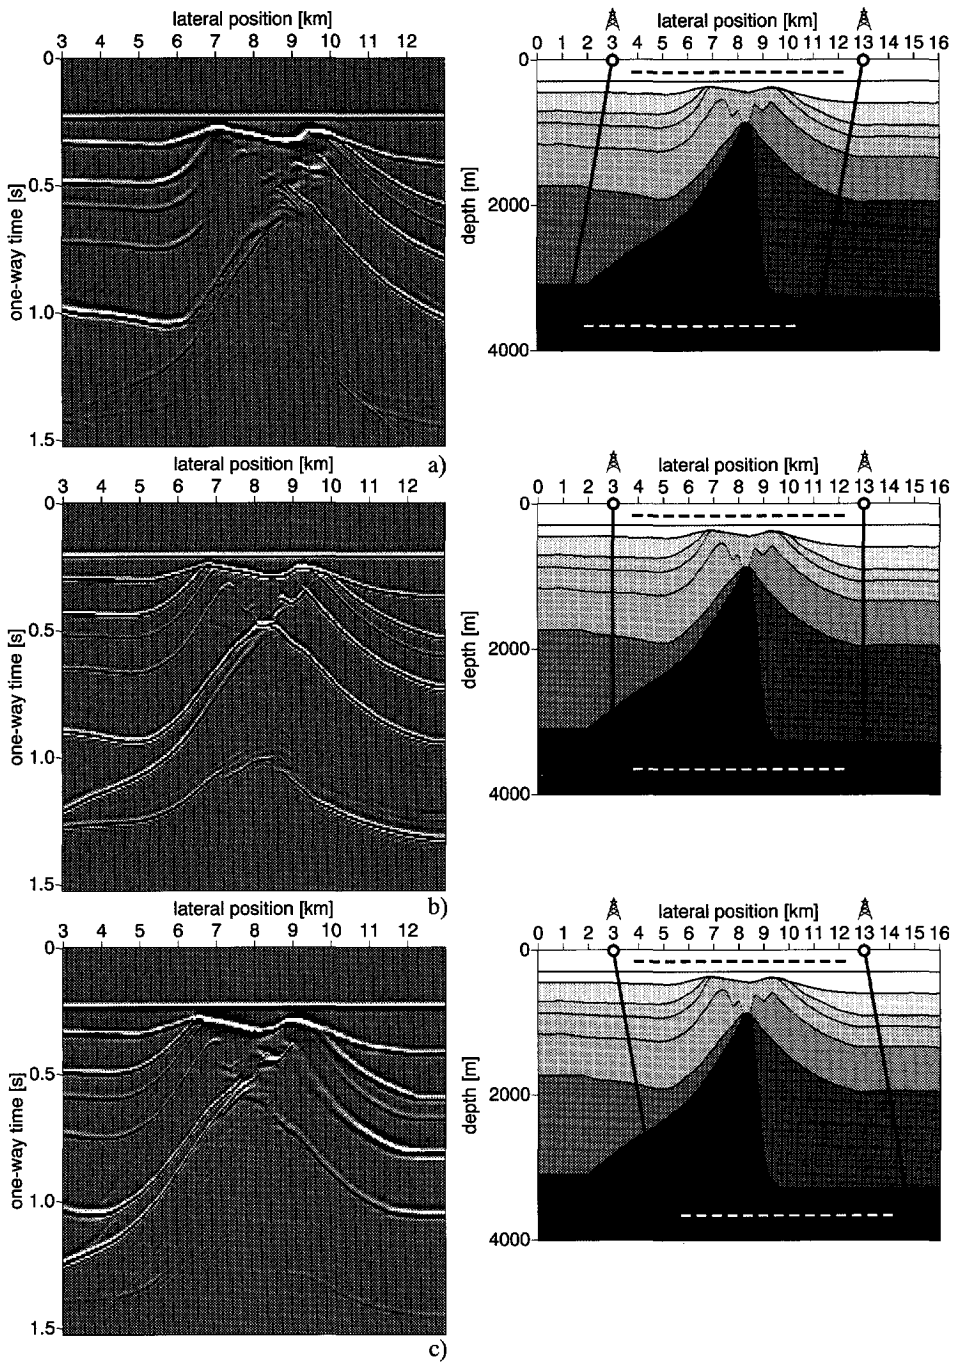 lateral position [km]
3 4 5 6 7 8 9 10 11 12
0
0.5
1.0
1.5
one-way time [s]
a)
lateral position [km]
0 1 2 3 4 5 6 7 8 9 10 11 12 13 14 15 16
0
2000
4000
depth [m]
lateral position [km]
3 4 5 6 7 8 9 10 11 12
0
0.5
1.0
1.5
one-way time [s]
b)
lateral position [km]
0 1 2 3 4 5 6 7 8 9 10 11 12 13 14 15 16
0
2000
4000
depth [m]
lateral position [km]
3 4 5 6 7 8 9 10 11 12
0
0.5
1.0
1.5
one-way time [s]
c)
lateral position [km]
0 1 2 3 4 5 6 7 8 9 10 11 12 13 14 15 16
0
2000
4000
depth [m]